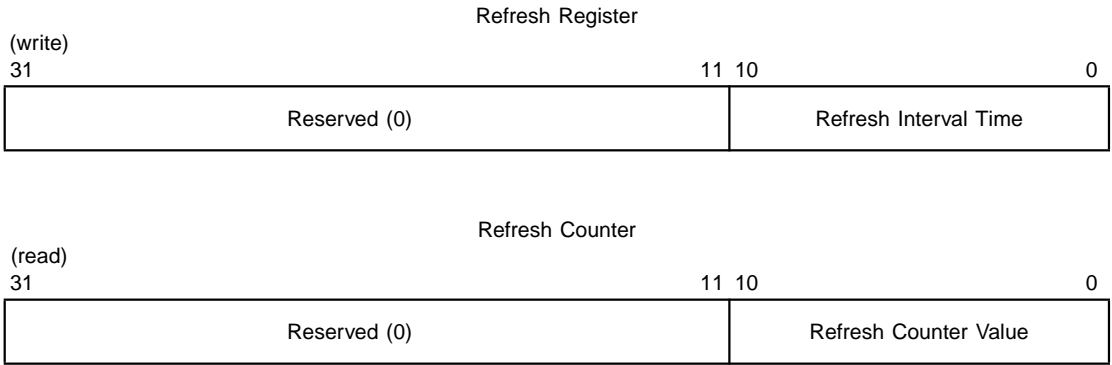 Refresh Register
(write)
31 11 10 0
Reserved (0) Refresh Interval Time
Refresh Counter
(read)
31 11 10 0
Reserved (0) Refresh Counter Value